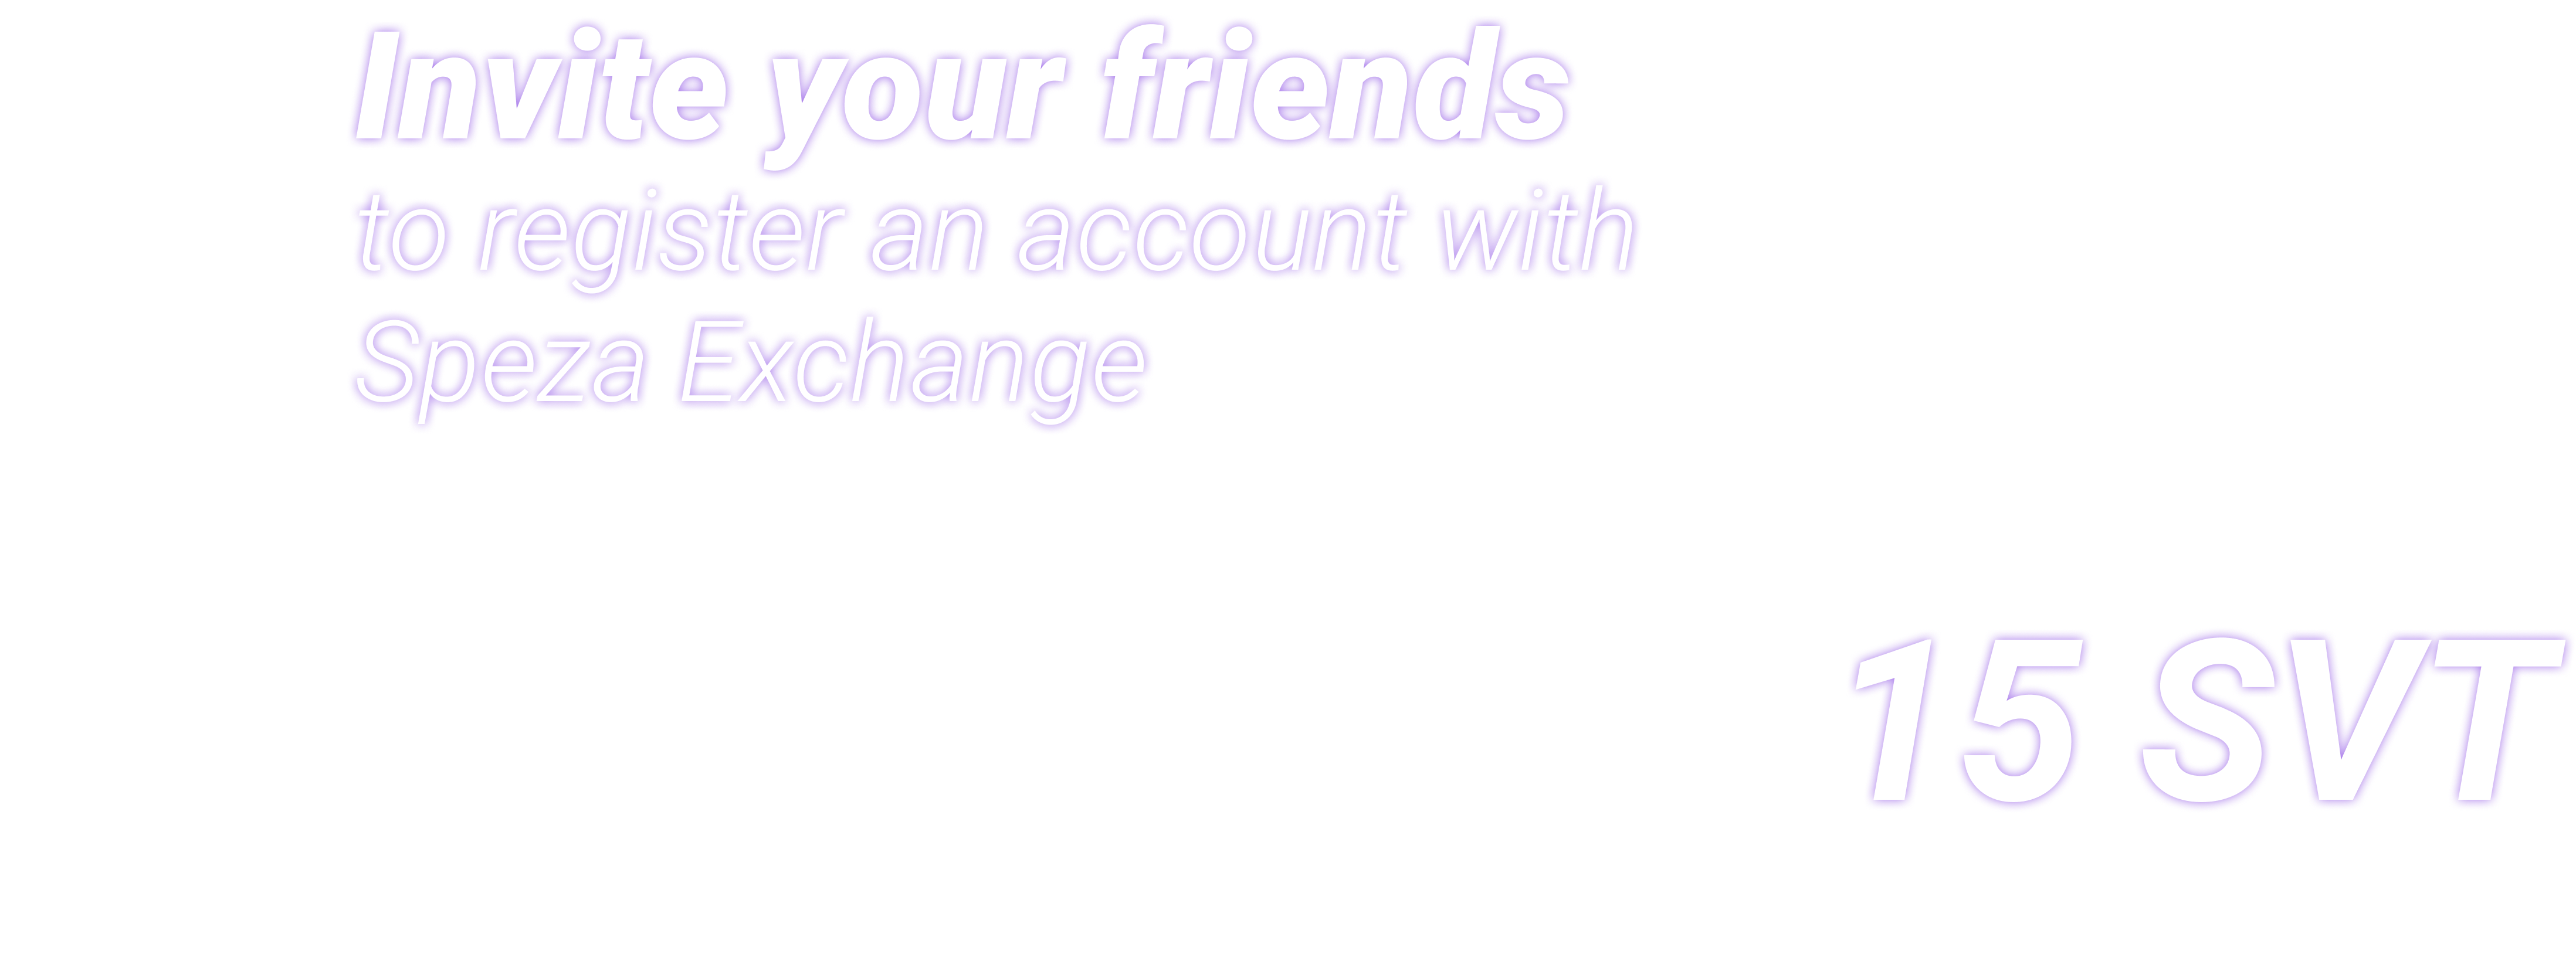 Invite your friends
to register an account with
Speza Exchange
15 SVT